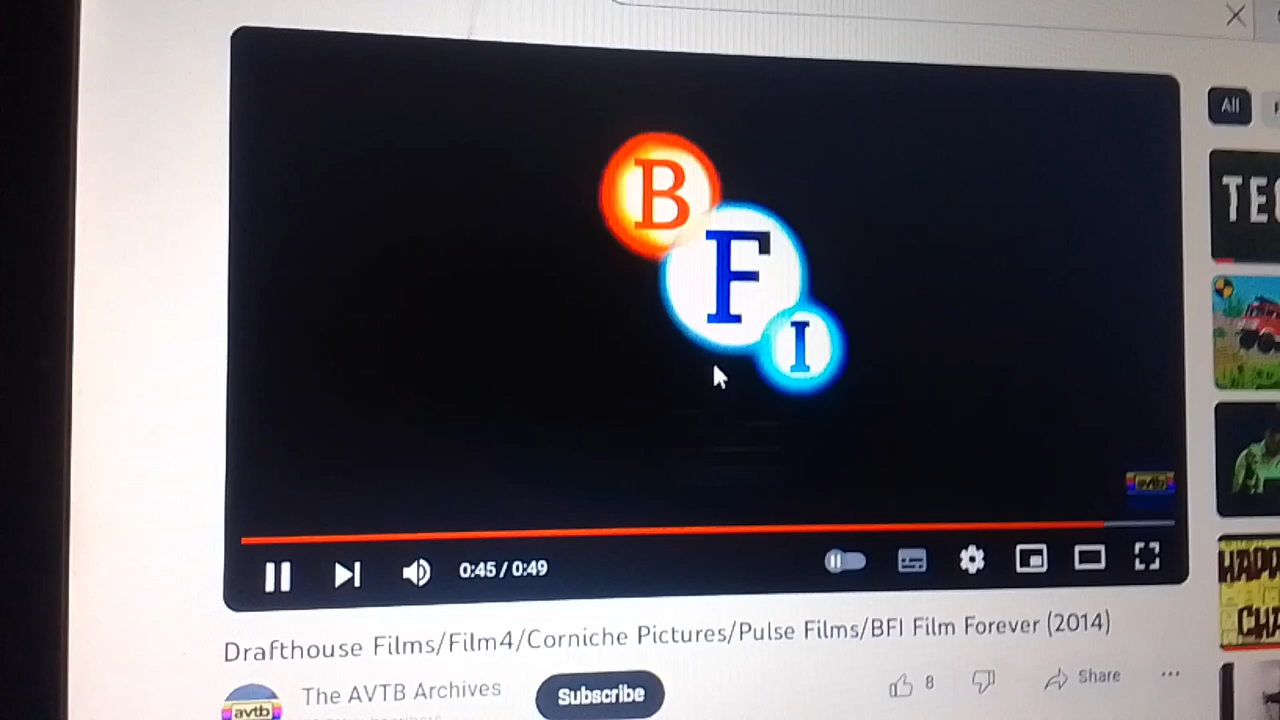 All
B
F
I
avtb
0:45 / 0:49
Drafthouse Films/Film4/Corniche Pictures/Pulse Films/BFI Film Forever (2014)
The AVTB Archives
avtb
Subscribe
8
Share